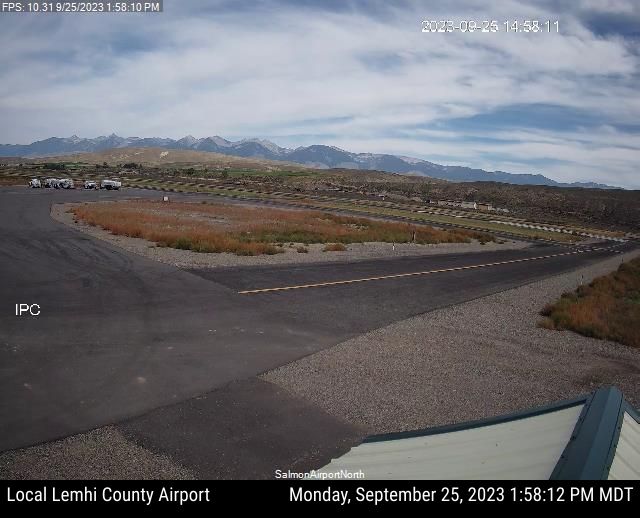 FPS: 10.31 9/25/2023 1:58:10 PM
2023-09-25 14:58:11
IPC
SalmonAirportNorth
Local Lemhi County Airport Monday, September 25, 2023 1:58:12 PM MDT